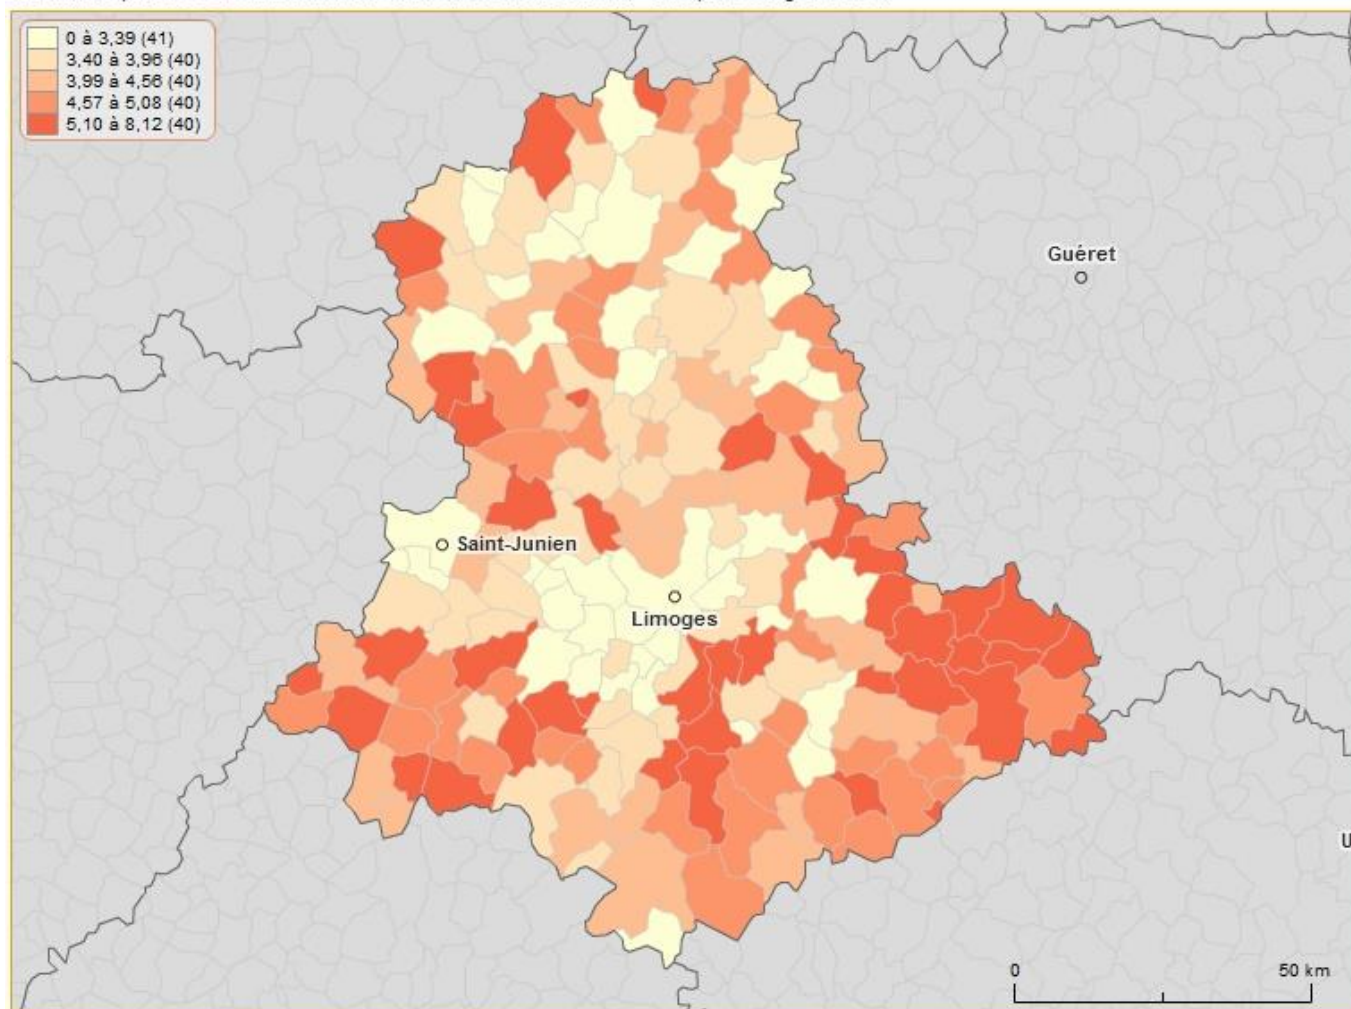 0 à 3,39 (41)
3,40 à 3,96 (40)
3,99 à 4,56 (40)
4,57 à 5,08 (40)
5,10 à 8,12 (40)
Guéret
Saint-Junien
Limoges
U
0 50 km